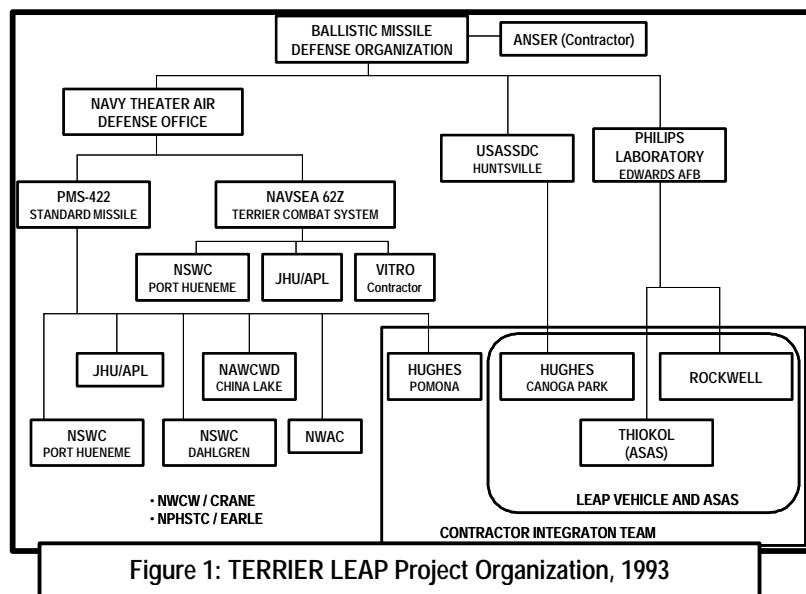 BALLISTIC MISSILE
DEFENSE ORGANIZATION
ANSER (Contractor)
NAVY THEATER AIR
DEFENSE OFFICE
USASSDC
HUNTSVILLE
PHILIPS
LABORATORY
EDWARDS AFB
PMS-422
STANDARD MISSILE
NAVSEA 62Z
TERRIER COMBAT SYSTEM
NSWC
PORT HUENEME
JHU/APL
VITRO
Contractor
JHU/APL
NAWCWD
CHINA LAKE
HUGHES
POMONA
HUGHES
CANOGA PARK
ROCKWELL
NSWC
PORT HUENEME
NSWC
DAHLGREN
NWAC
THIOKOL
(ASAS)
• NWCW / CRANE
• NPHSTC / EARLE
LEAP VEHICLE AND ASAS
CONTRACTOR INTEGRATON TEAM
Figure 1: TERRIER LEAP Project Organization, 1993